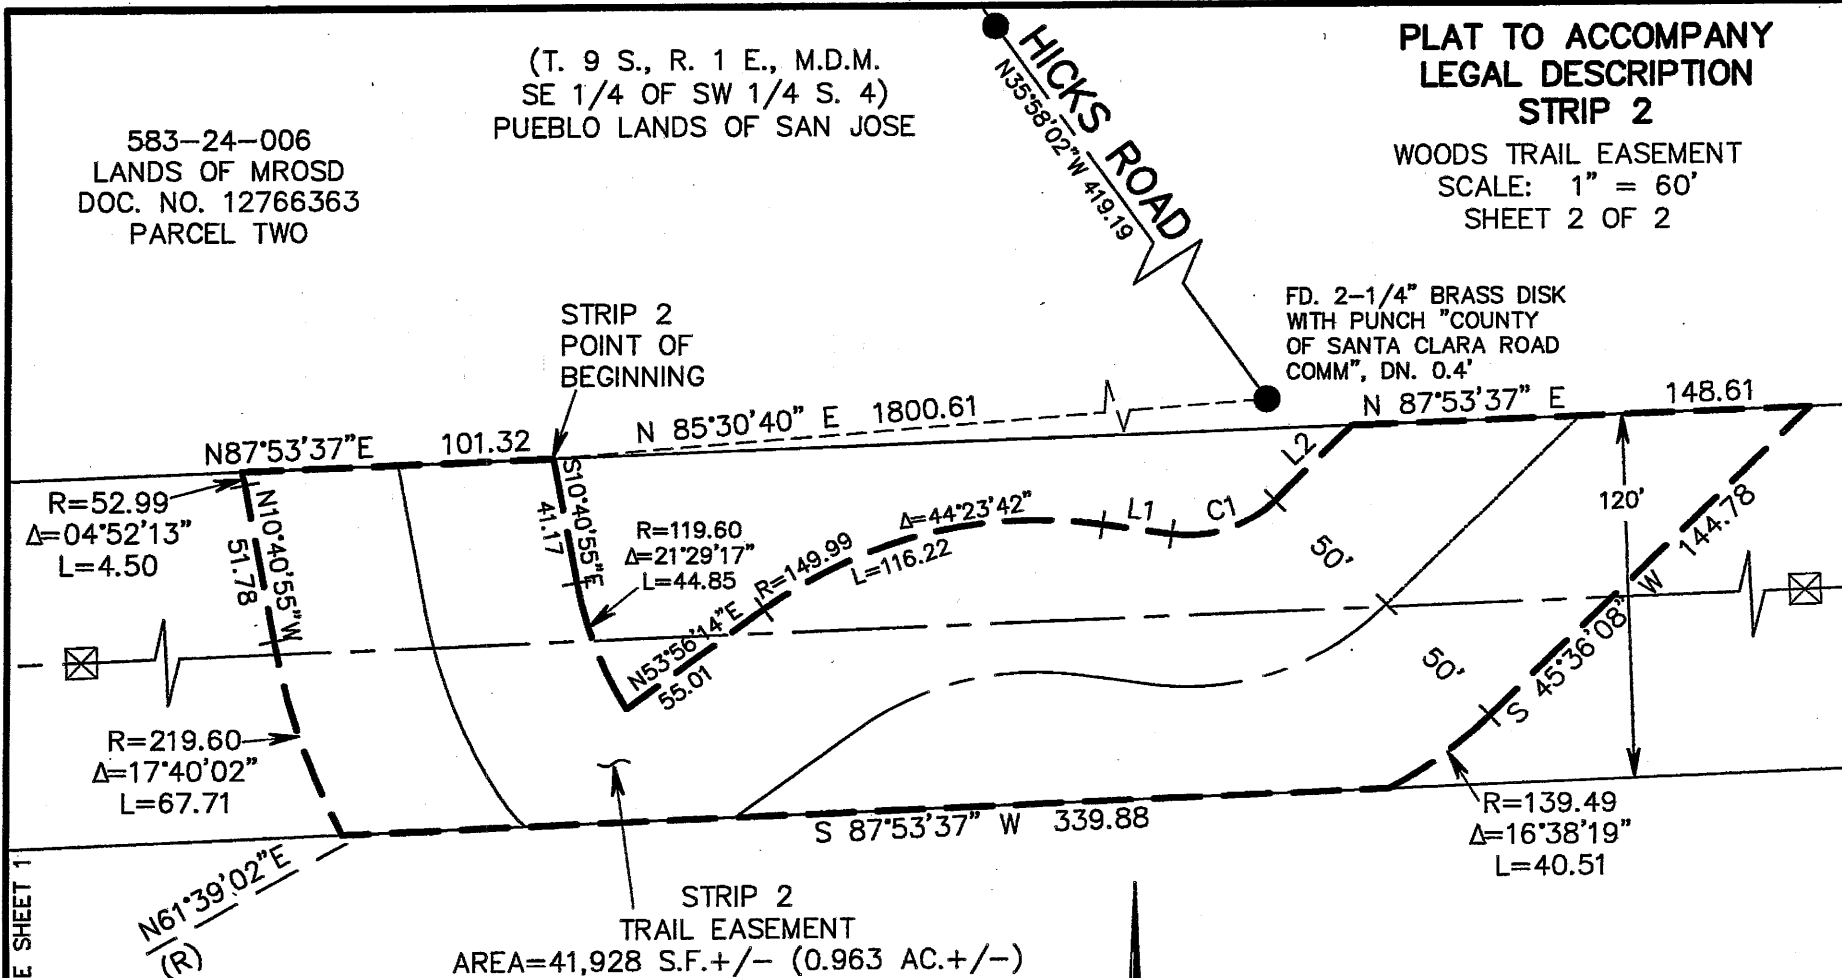 PLAT TO ACCOMPANY
LEGAL DESCRIPTION
STRIP 2
WOODS TRAIL EASEMENT
SCALE: 1" = 60'
SHEET 2 OF 2
(T. 9 S., R. 1 E., M.D.M.
SE 1/4 OF SW 1/4 S. 4)
PUEBLO LANDS OF SAN JOSE
583-24-006
LANDS OF MROSD
DOC. NO. 12766363
PARCEL TWO
HICKS ROAD
N35°58'02"W 419.19
FD. 2-1/4" BRASS DISK
WITH PUNCH "COUNTY
OF SANTA CLARA ROAD
COMM", DN. 0.4'
STRIP 2
POINT OF
BEGINNING
N 85°30'40" E 1800.61
N 87°53'37" E 148.61
N87°53'37"E 101.32
R=52.99
Δ=04°52'13"
L=4.50
N10°40'55"W
51.78
S10°40'55"E
41.17
R=119.60
Δ=21°29'17"
L=44.85
N53°56'14"E
55.01
R=149.99
Δ=44°23'42"
L=116.22
L1
C1
L2
50'
50'
120'
144.78
S 45°36'08" W
R=219.60
Δ=17°40'02"
L=67.71
S 87°53'37" W 339.88
R=139.49
Δ=16°38'19"
L=40.51
N61°39'02"E
(R)
STRIP 2
TRAIL EASEMENT
AREA=41,928 S.F.+/- (0.963 AC.+/-)
E SHEET 1